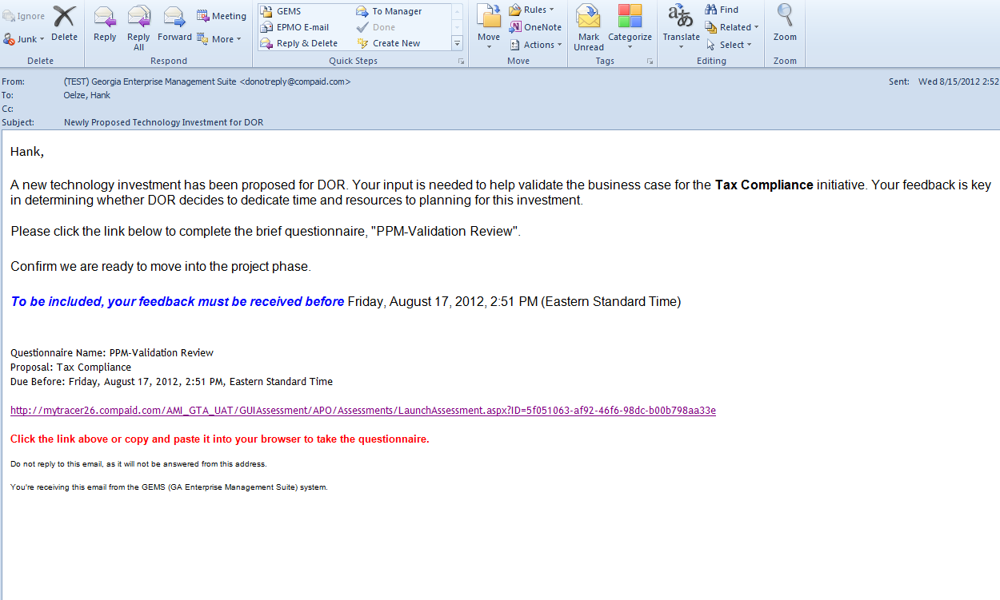 Ignore
Junk
Delete
Delete
Reply
Reply
All
Forward
Meeting
More
Respond
GEMS
EPMO E-mail
Reply & Delete
To Manager
Done
Create New
Quick Steps
Move
Rules
OneNote
Actions
Move
Mark
Unread
Categorize
Tags
Translate
Find
Related
Select
Editing
Zoom
Zoom
From: (TEST) Georgia Enterprise Management Suite <donotreply@compaid.com> Sent: Wed 8/15/2012 2:52
To: Oelze, Hank
Cc:
Subject: Newly Proposed Technology Investment for DOR
Hank,
A new technology investment has been proposed for DOR. Your input is needed to help validate the business case for the Tax Compliance initiative. Your feedback is key
in determining whether DOR decides to dedicate time and resources to planning for this investment.
Please click the link below to complete the brief questionnaire, "PPM-Validation Review".
Confirm we are ready to move into the project phase.
To be included, your feedback must be received before Friday, August 17, 2012, 2:51 PM (Eastern Standard Time)
Questionnaire Name: PPM-Validation Review
Proposal: Tax Compliance
Due Before: Friday, August 17, 2012, 2:51 PM, Eastern Standard Time
http://mytracer26.compaid.com/AMI_GTA_UAT/GUIAssessment/APO/Assessments/LaunchAssessment.aspx?ID=5f051063-af92-46f6-98dc-b00b798aa33e
Click the link above or copy and paste it into your browser to take the questionnaire.
Do not reply to this email, as it will not be answered from this address.
You're receiving this email from the GEMS (GA Enterprise Management Suite) system.